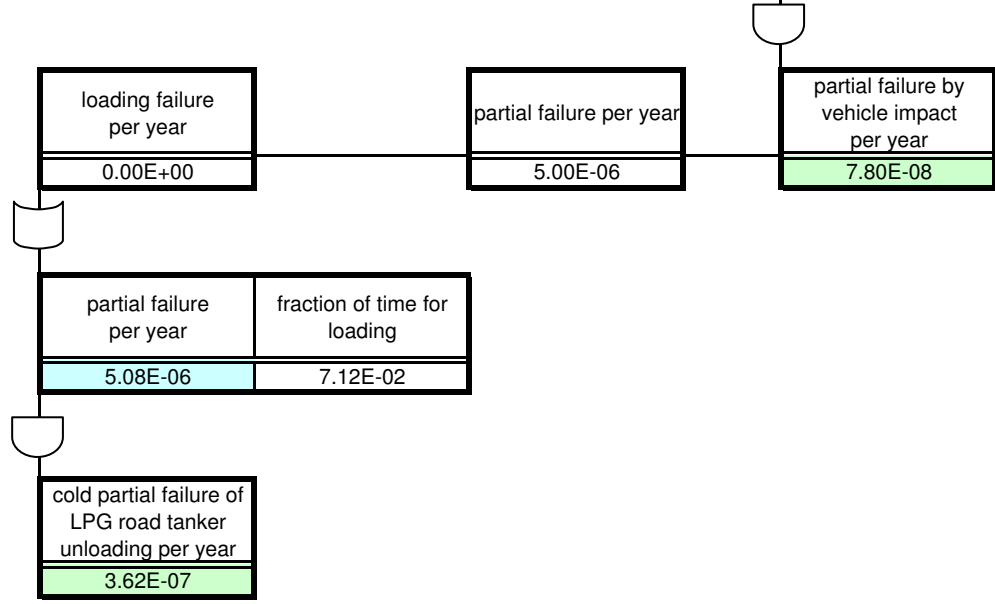 loading failure
per year
0.00E+00
partial failure per year
5.00E-06
partial failure by
vehicle impact
per year
7.80E-08
partial failure
per year
5.08E-06
fraction of time for
loading
7.12E-02
cold partial failure of
LPG road tanker
unloading per year
3.62E-07